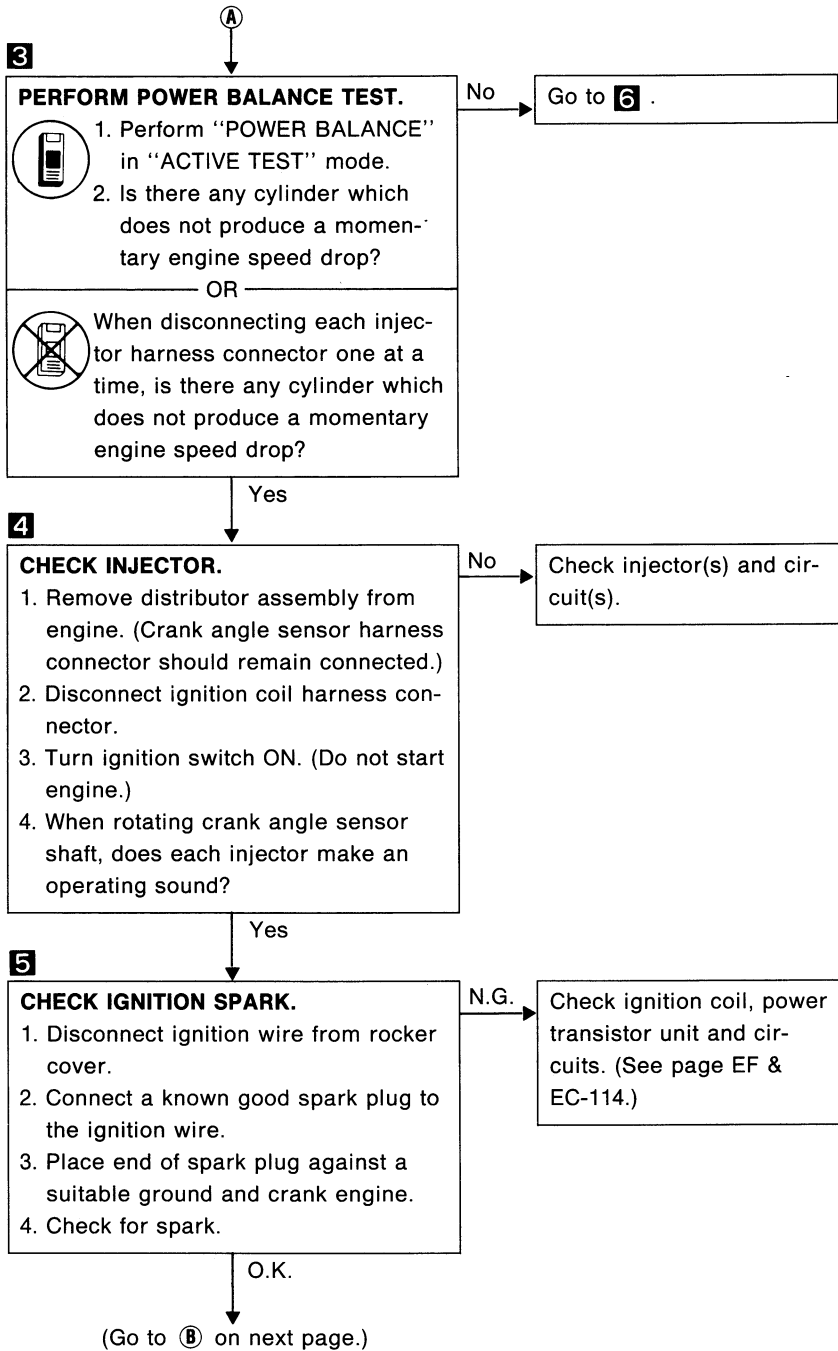 Ⓐ
3
PERFORM POWER BALANCE TEST.
1. Perform "POWER BALANCE"
in "ACTIVE TEST" mode.
2. Is there any cylinder which
does not produce a momen-
tary engine speed drop?
OR
When disconnecting each injec-
tor harness connector one at a
time, is there any cylinder which
does not produce a momentary
engine speed drop?
No
Go to 6 .
Yes
4
CHECK INJECTOR.
1. Remove distributor assembly from
engine. (Crank angle sensor harness
connector should remain connected.)
2. Disconnect ignition coil harness con-
nector.
3. Turn ignition switch ON. (Do not start
engine.)
4. When rotating crank angle sensor
shaft, does each injector make an
operating sound?
No
Check injector(s) and cir-
cuit(s).
Yes
5
CHECK IGNITION SPARK.
1. Disconnect ignition wire from rocker
cover.
2. Connect a known good spark plug to
the ignition wire.
3. Place end of spark plug against a
suitable ground and crank engine.
4. Check for spark.
N.G.
Check ignition coil, power
transistor unit and cir-
cuits. (See page EF &
EC-114.)
O.K.
(Go to Ⓑ on next page.)